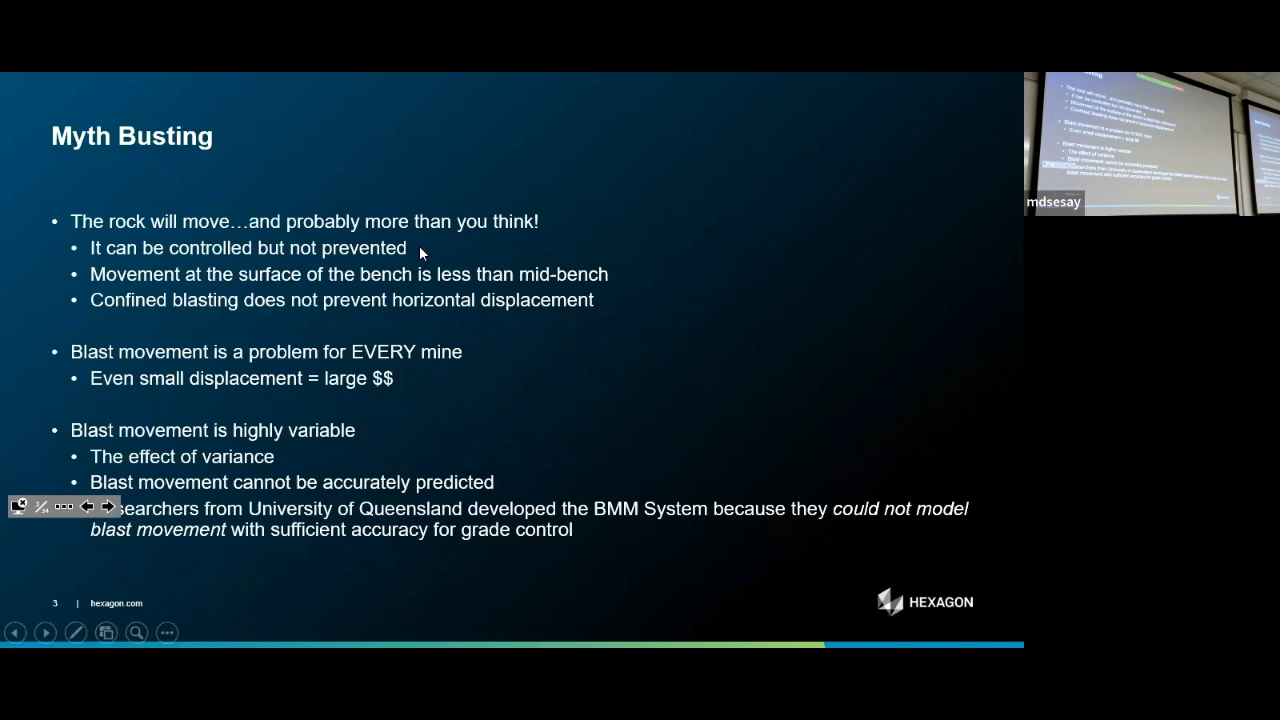 Myth Busting
• The rock will move…and probably more than you think!
• It can be controlled but not prevented
• Movement at the surface of the bench is less than mid-bench
• Confined blasting does not prevent horizontal displacement
• Blast movement is a problem for EVERY mine
• Even small displacement = large $$
• Blast movement is highly variable
• The effect of variance
• Blast movement cannot be accurately predicted
searchers from University of Queensland developed the BMM System because they could not model
blast movement with sufficient accuracy for grade control
3 | hexagon.com
HEXAGON
mdsesay